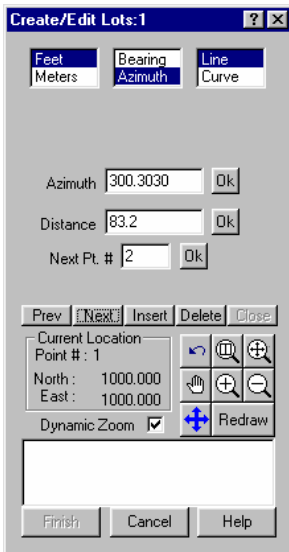 Create/Edit Lots:1 ? X
Feet Bearing Line
Meters Azimuth Curve
Azimuth 300.3030 Ok
Distance 83.2 Ok
Next Pt. # 2 Ok
Prev Next Insert Delete Close
Current Location
Point # : 1
North : 1000.000
East : 1000.000
Dynamic Zoom Redraw
Finish Cancel Help